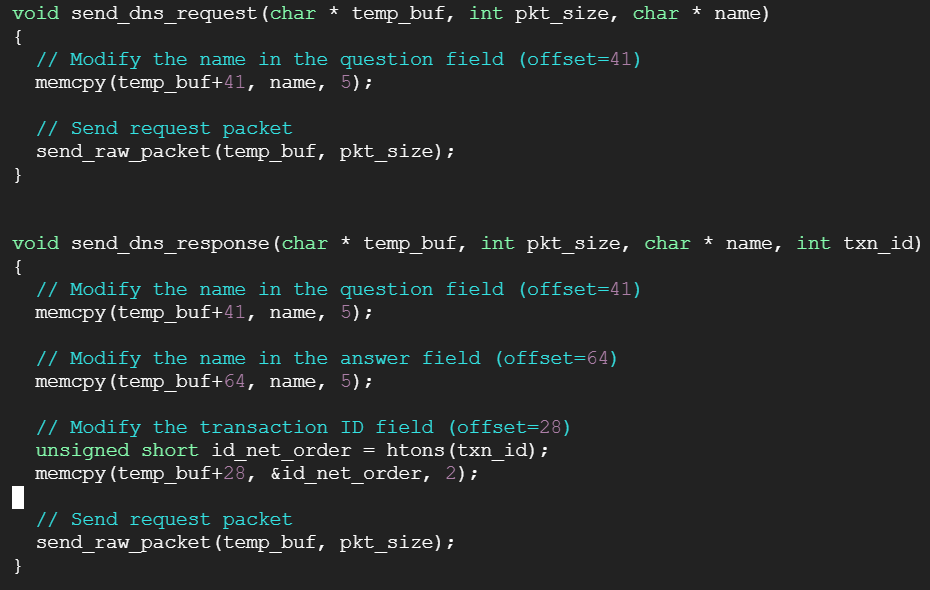 void send_dns_request(char * temp_buf, int pkt_size, char * name)
{
  // Modify the name in the question field (offset=41)
  memcpy(temp_buf+41, name, 5);

  // Send request packet
  send_raw_packet(temp_buf, pkt_size);
}


void send_dns_response(char * temp_buf, int pkt_size, char * name, int txn_id)
{
  // Modify the name in the question field (offset=41)
  memcpy(temp_buf+41, name, 5);

  // Modify the name in the answer field (offset=64)
  memcpy(temp_buf+64, name, 5);

  // Modify the transaction ID field (offset=28)
  unsigned short id_net_order = htons(txn_id);
  memcpy(temp_buf+28, &id_net_order, 2);

  // Send request packet
  send_raw_packet(temp_buf, pkt_size);
}